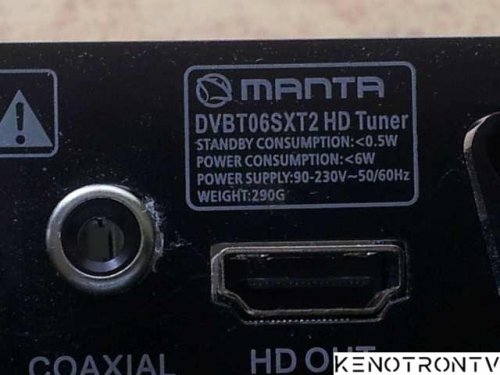 MANTA
DVBT06SXT2 HD Tuner
STANDBY CONSUMPTION:<0.5W
POWER CONSUMPTION:<6W
POWER SUPPLY:90-230V~50/60Hz
WEIGHT:290G
COAXIAL
HD OUT
KENOTRONTV